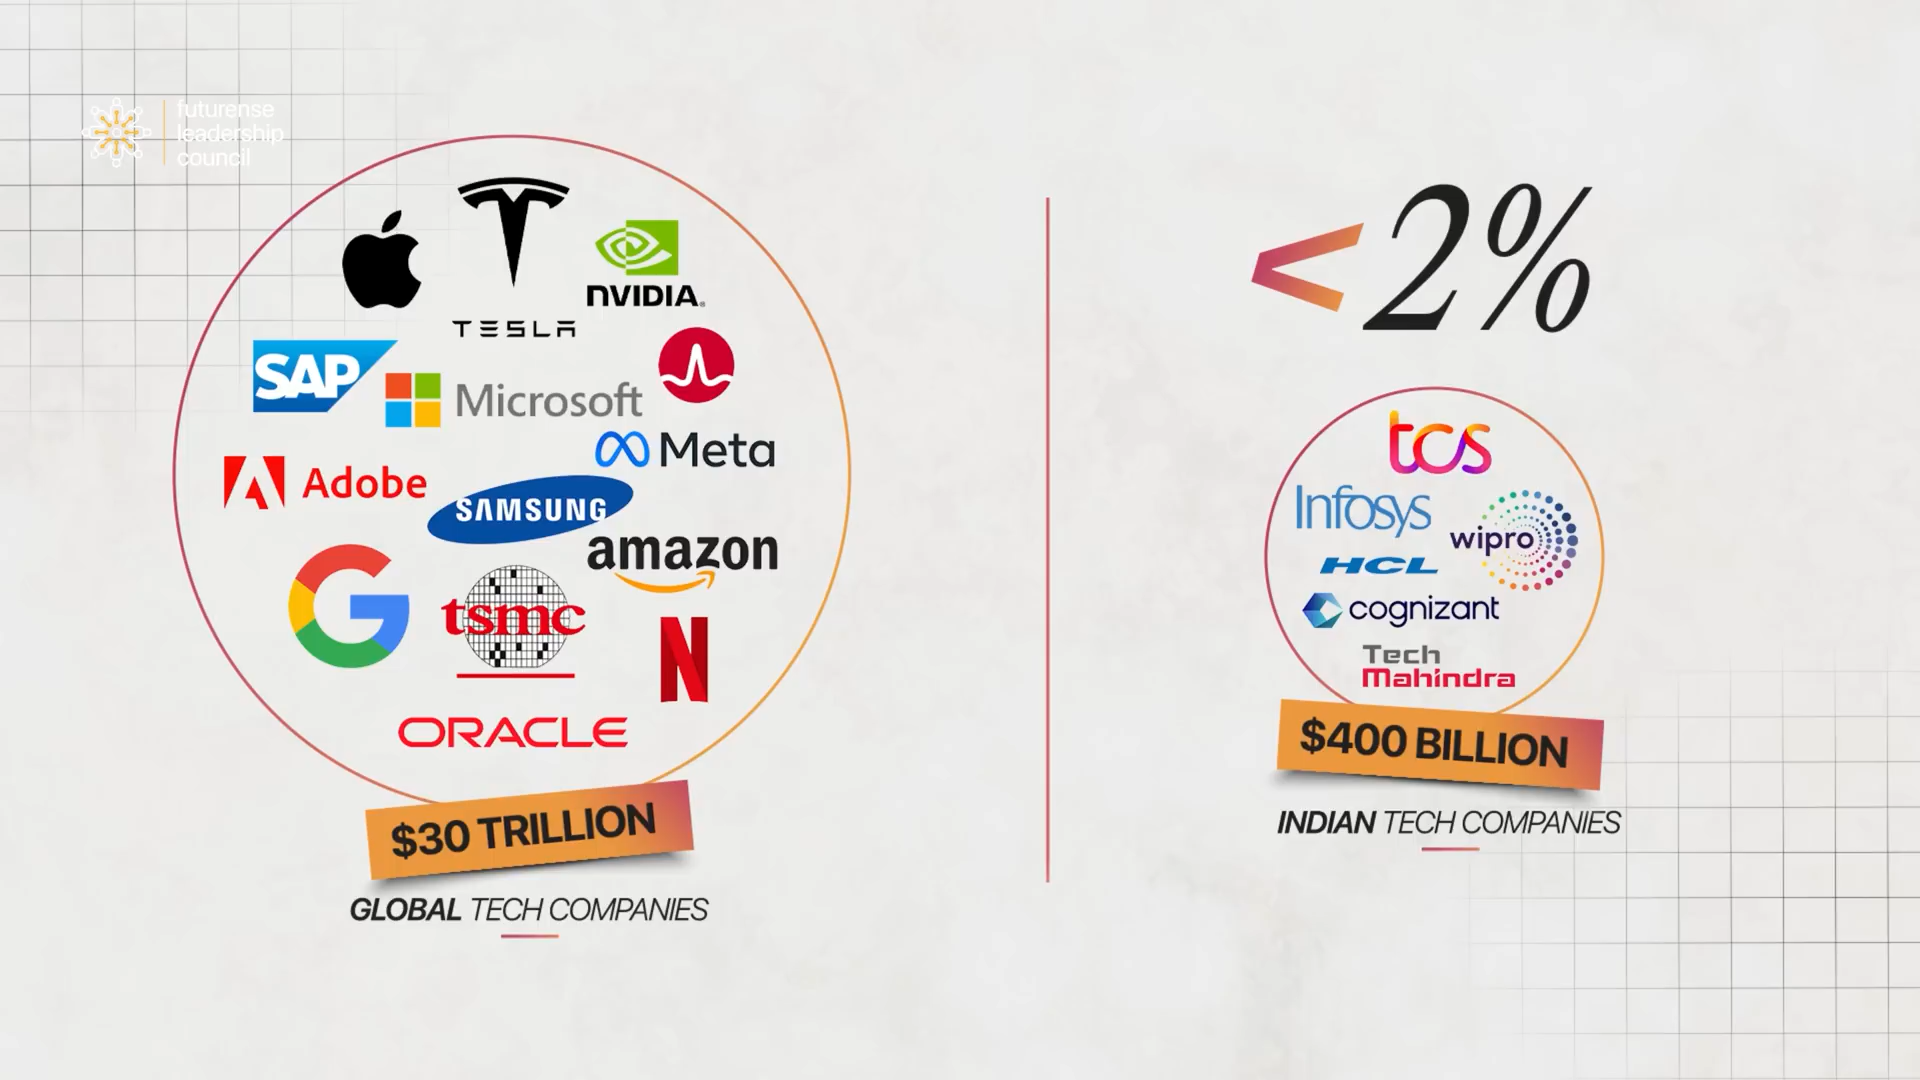 futurense
leadership
council
TESLA
NVIDIA.
SAP
Microsoft
Meta
Adobe
SAMSUNG
amazon
tsmc
N
ORACLE
$30 TRILLION
GLOBAL TECH COMPANIES
<2%
tcs
Infosys
wipro
HCL
cognizant
Tech
Mahindra
$400 BILLION
INDIAN TECH COMPANIES